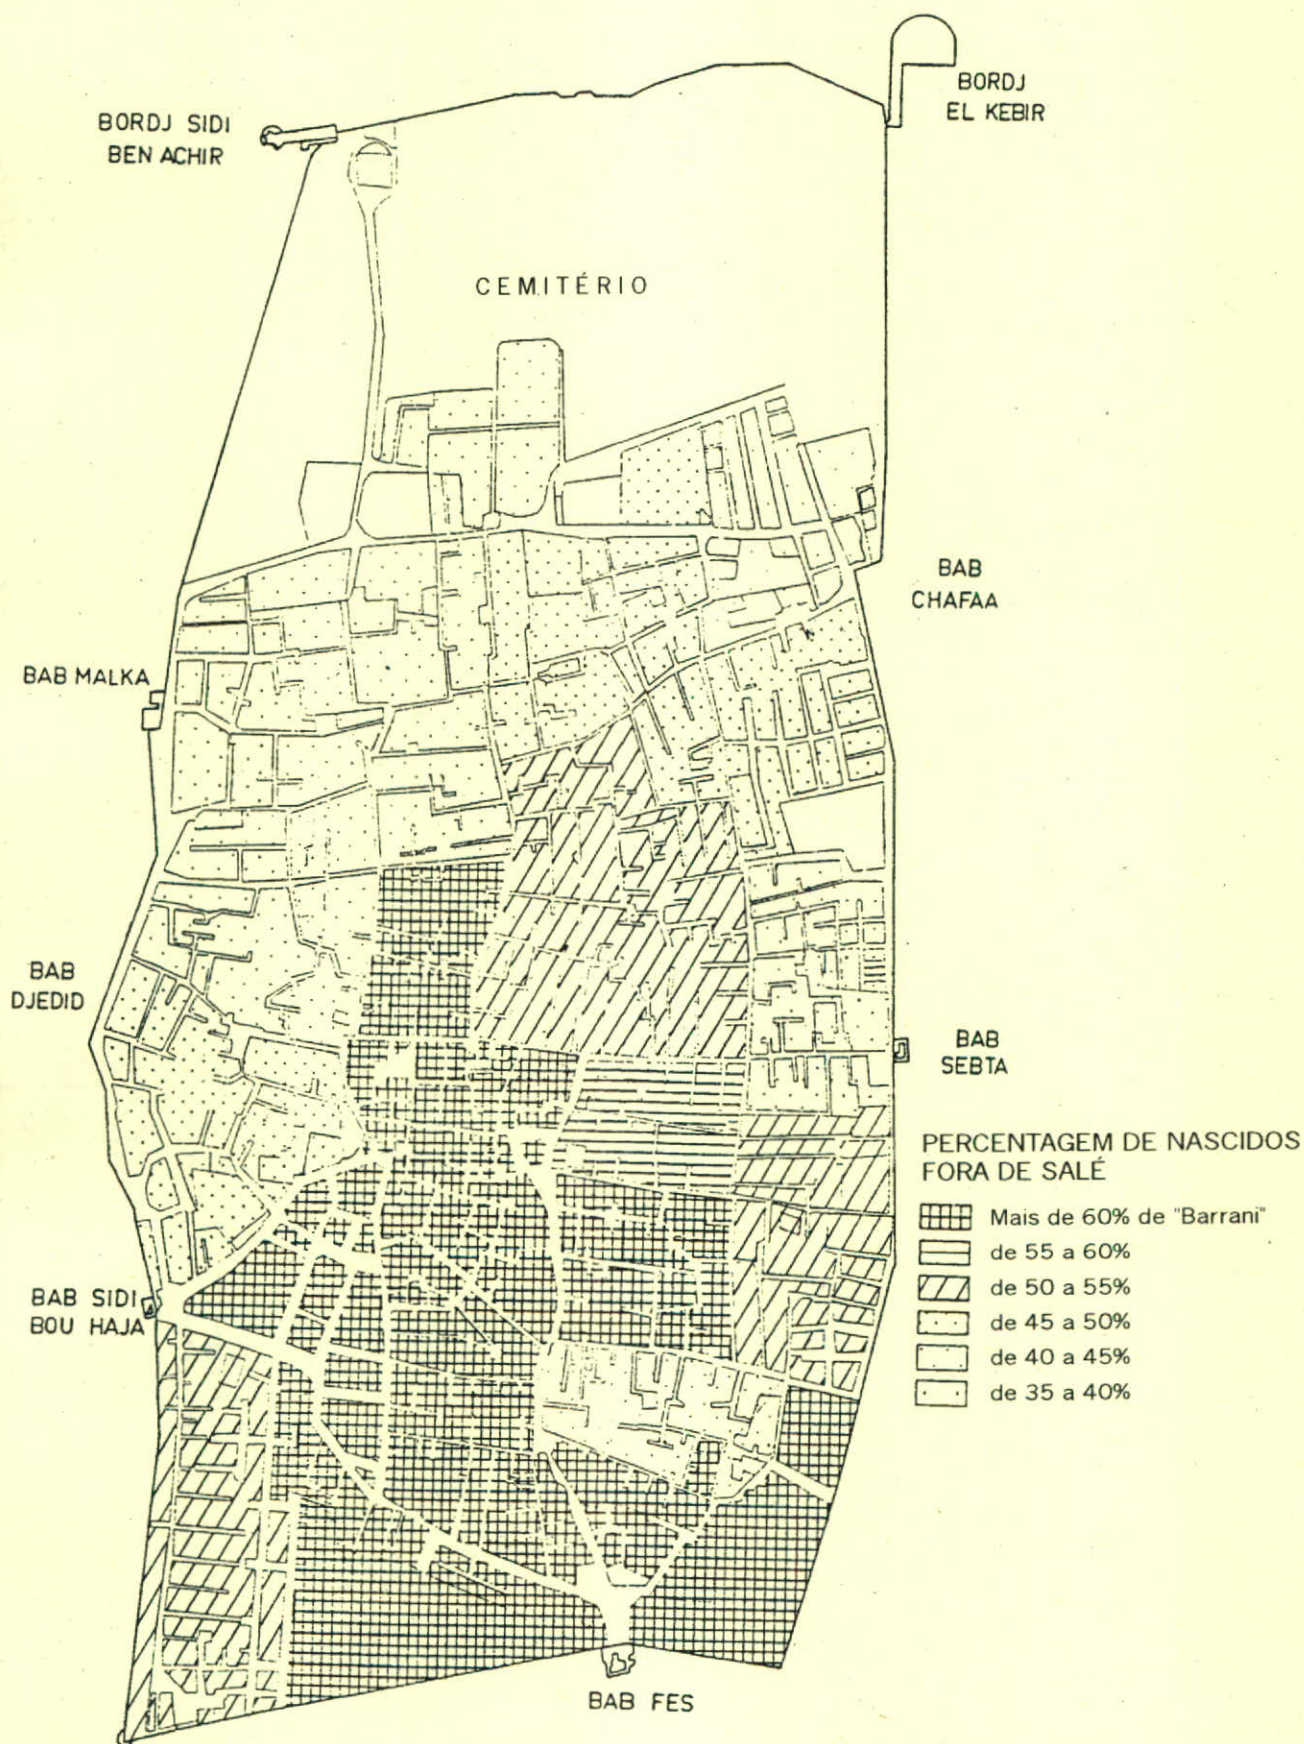 BORDJ
EL KEBIR
BORDJ SIDI
BEN ACHIR
CEMITÉRIO
BAB
CHAFAA
BAB MALKA
BAB
DJEDID
BAB
SEBTA
PERCENTAGEM DE NASCIDOS
FORA DE SALÉ
Mais de 60% de "Barrani"
de 55 a 60%
de 50 a 55%
de 45 a 50%
de 40 a 45%
de 35 a 40%
BAB SIDI
BOU HAJA
BAB FES